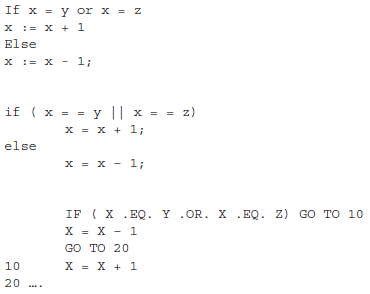 If x = y or x = z
x := x + 1
Else
x := x - 1;
if ( x = = y || x = = z)
x = x + 1;
else
x = x - 1;
IF ( X .EQ. Y .OR. X .EQ. Z) GO TO 10
X = X - 1
GO TO 20
10 X = X + 1
20 ….